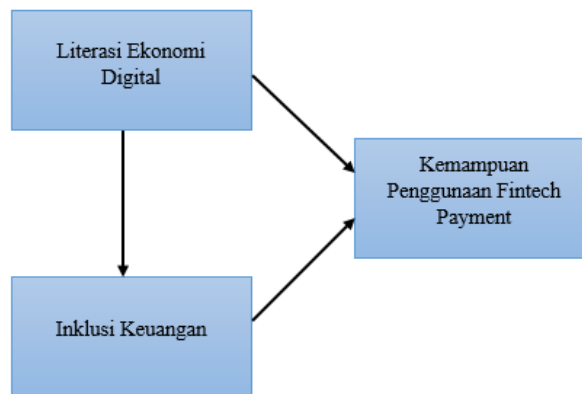 Literasi Ekonomi
Digital
Kemampuan
Penggunaan Fintech
Payment
Inklusi Keuangan